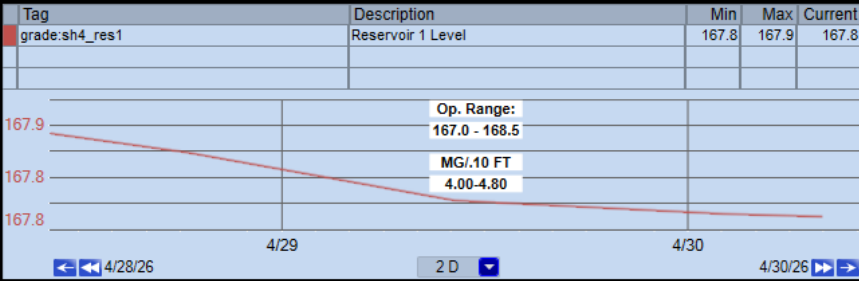 Tag Description Min Max Current
grade:sh4_res1 Reservoir 1 Level 167.8 167.9 167.8
Op. Range:
167.9
167.0 - 168.5
MG/.10 FT
167.8
4.00-4.80
167.8
4/29 4/30
4/28/26 2 D 4/30/26